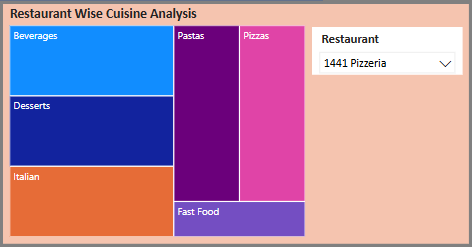 Restaurant Wise Cuisine Analysis
Beverages
Desserts
Italian
Pastas
Pizzas
Fast Food
Restaurant
1441 Pizzeria